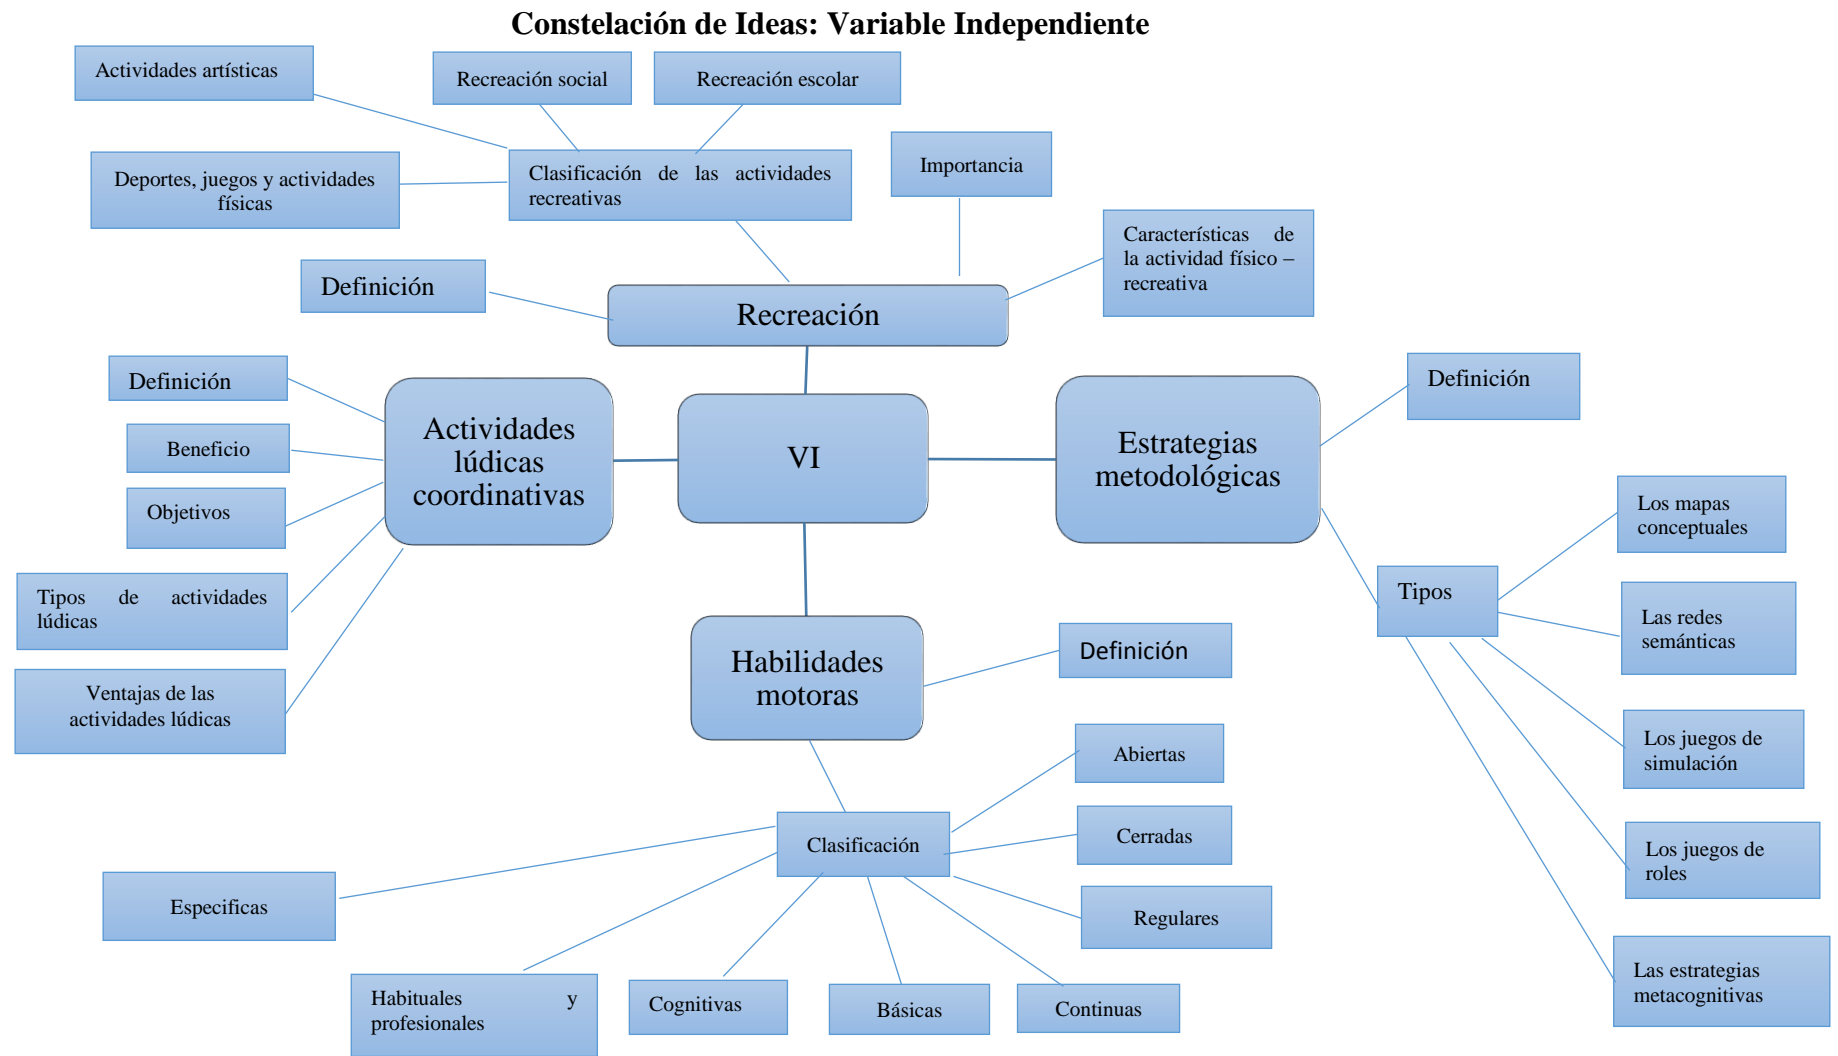 Constelación de Ideas: Variable Independiente
Actividades artísticas
Recreación social
Recreación escolar
Deportes, juegos y actividades
físicas
Clasificación de las actividades
recreativas
Importancia
Características de
la actividad físico –
recreativa
Definición
Recreación
Definición
Beneficio
Objetivos
Tipos de actividades
lúdicas
Ventajas de las
actividades lúdicas
Actividades
lúdicas
coordinativas
VI
Estrategias
metodológicas
Definición
Tipos
Los mapas
conceptuales
Las redes
semánticas
Los juegos de
simulación
Los juegos de
roles
Las estrategias
metacognitivas
Habilidades
motoras
Definición
Clasificación
Abiertas
Cerradas
Regulares
Especificas
Habituales y
profesionales
Cognitivas
Básicas
Continuas